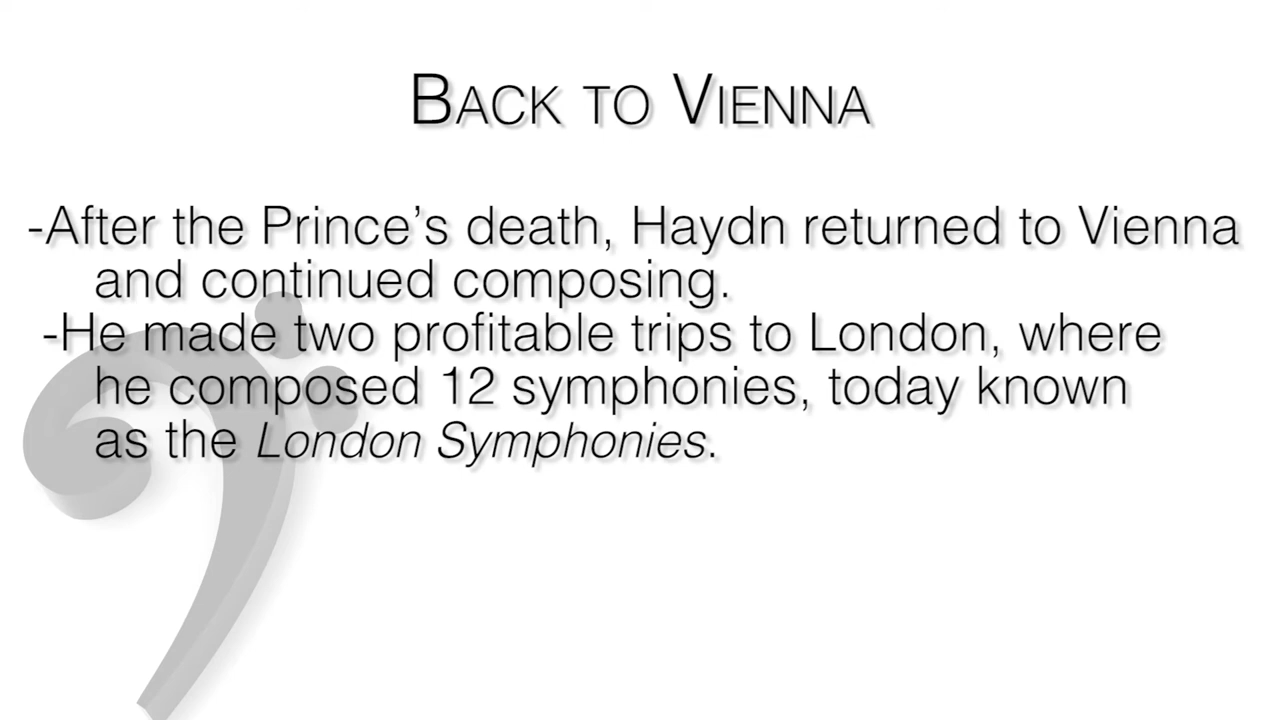 Back to Vienna
-After the Prince’s death, Haydn returned to Vienna
and continued composing.
-He made two profitable trips to London, where
he composed 12 symphonies, today known
as the London Symphonies.